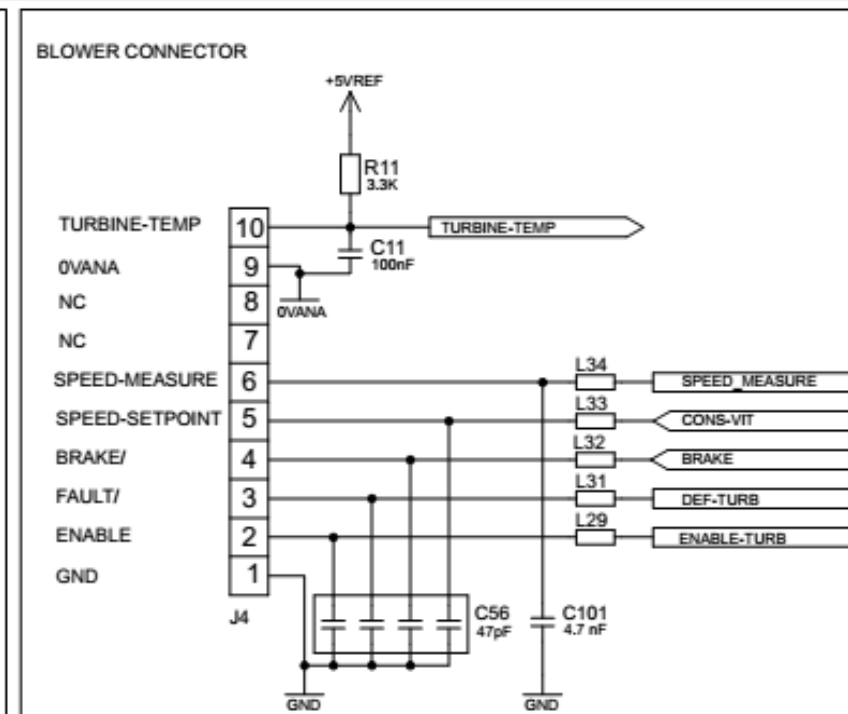 BLOWER CONNECTOR
+5VREF
R11
3.3K
TURBINE-TEMP 10 TURBINE-TEMP
C11
100nF
0VANA 9
NC 8
0VANA
NC 7
L34
SPEED-MEASURE 6 SPEED_MEASURE
L33
SPEED-SETPOINT 5 CONS-VIT
L32
BRAKE/ 4 BRAKE
L31
FAULT/ 3 DEF-TURB
L29
ENABLE 2 ENABLE-TURB
GND 1
J4
C56
47pF
C101
4.7 nF
GND
GND